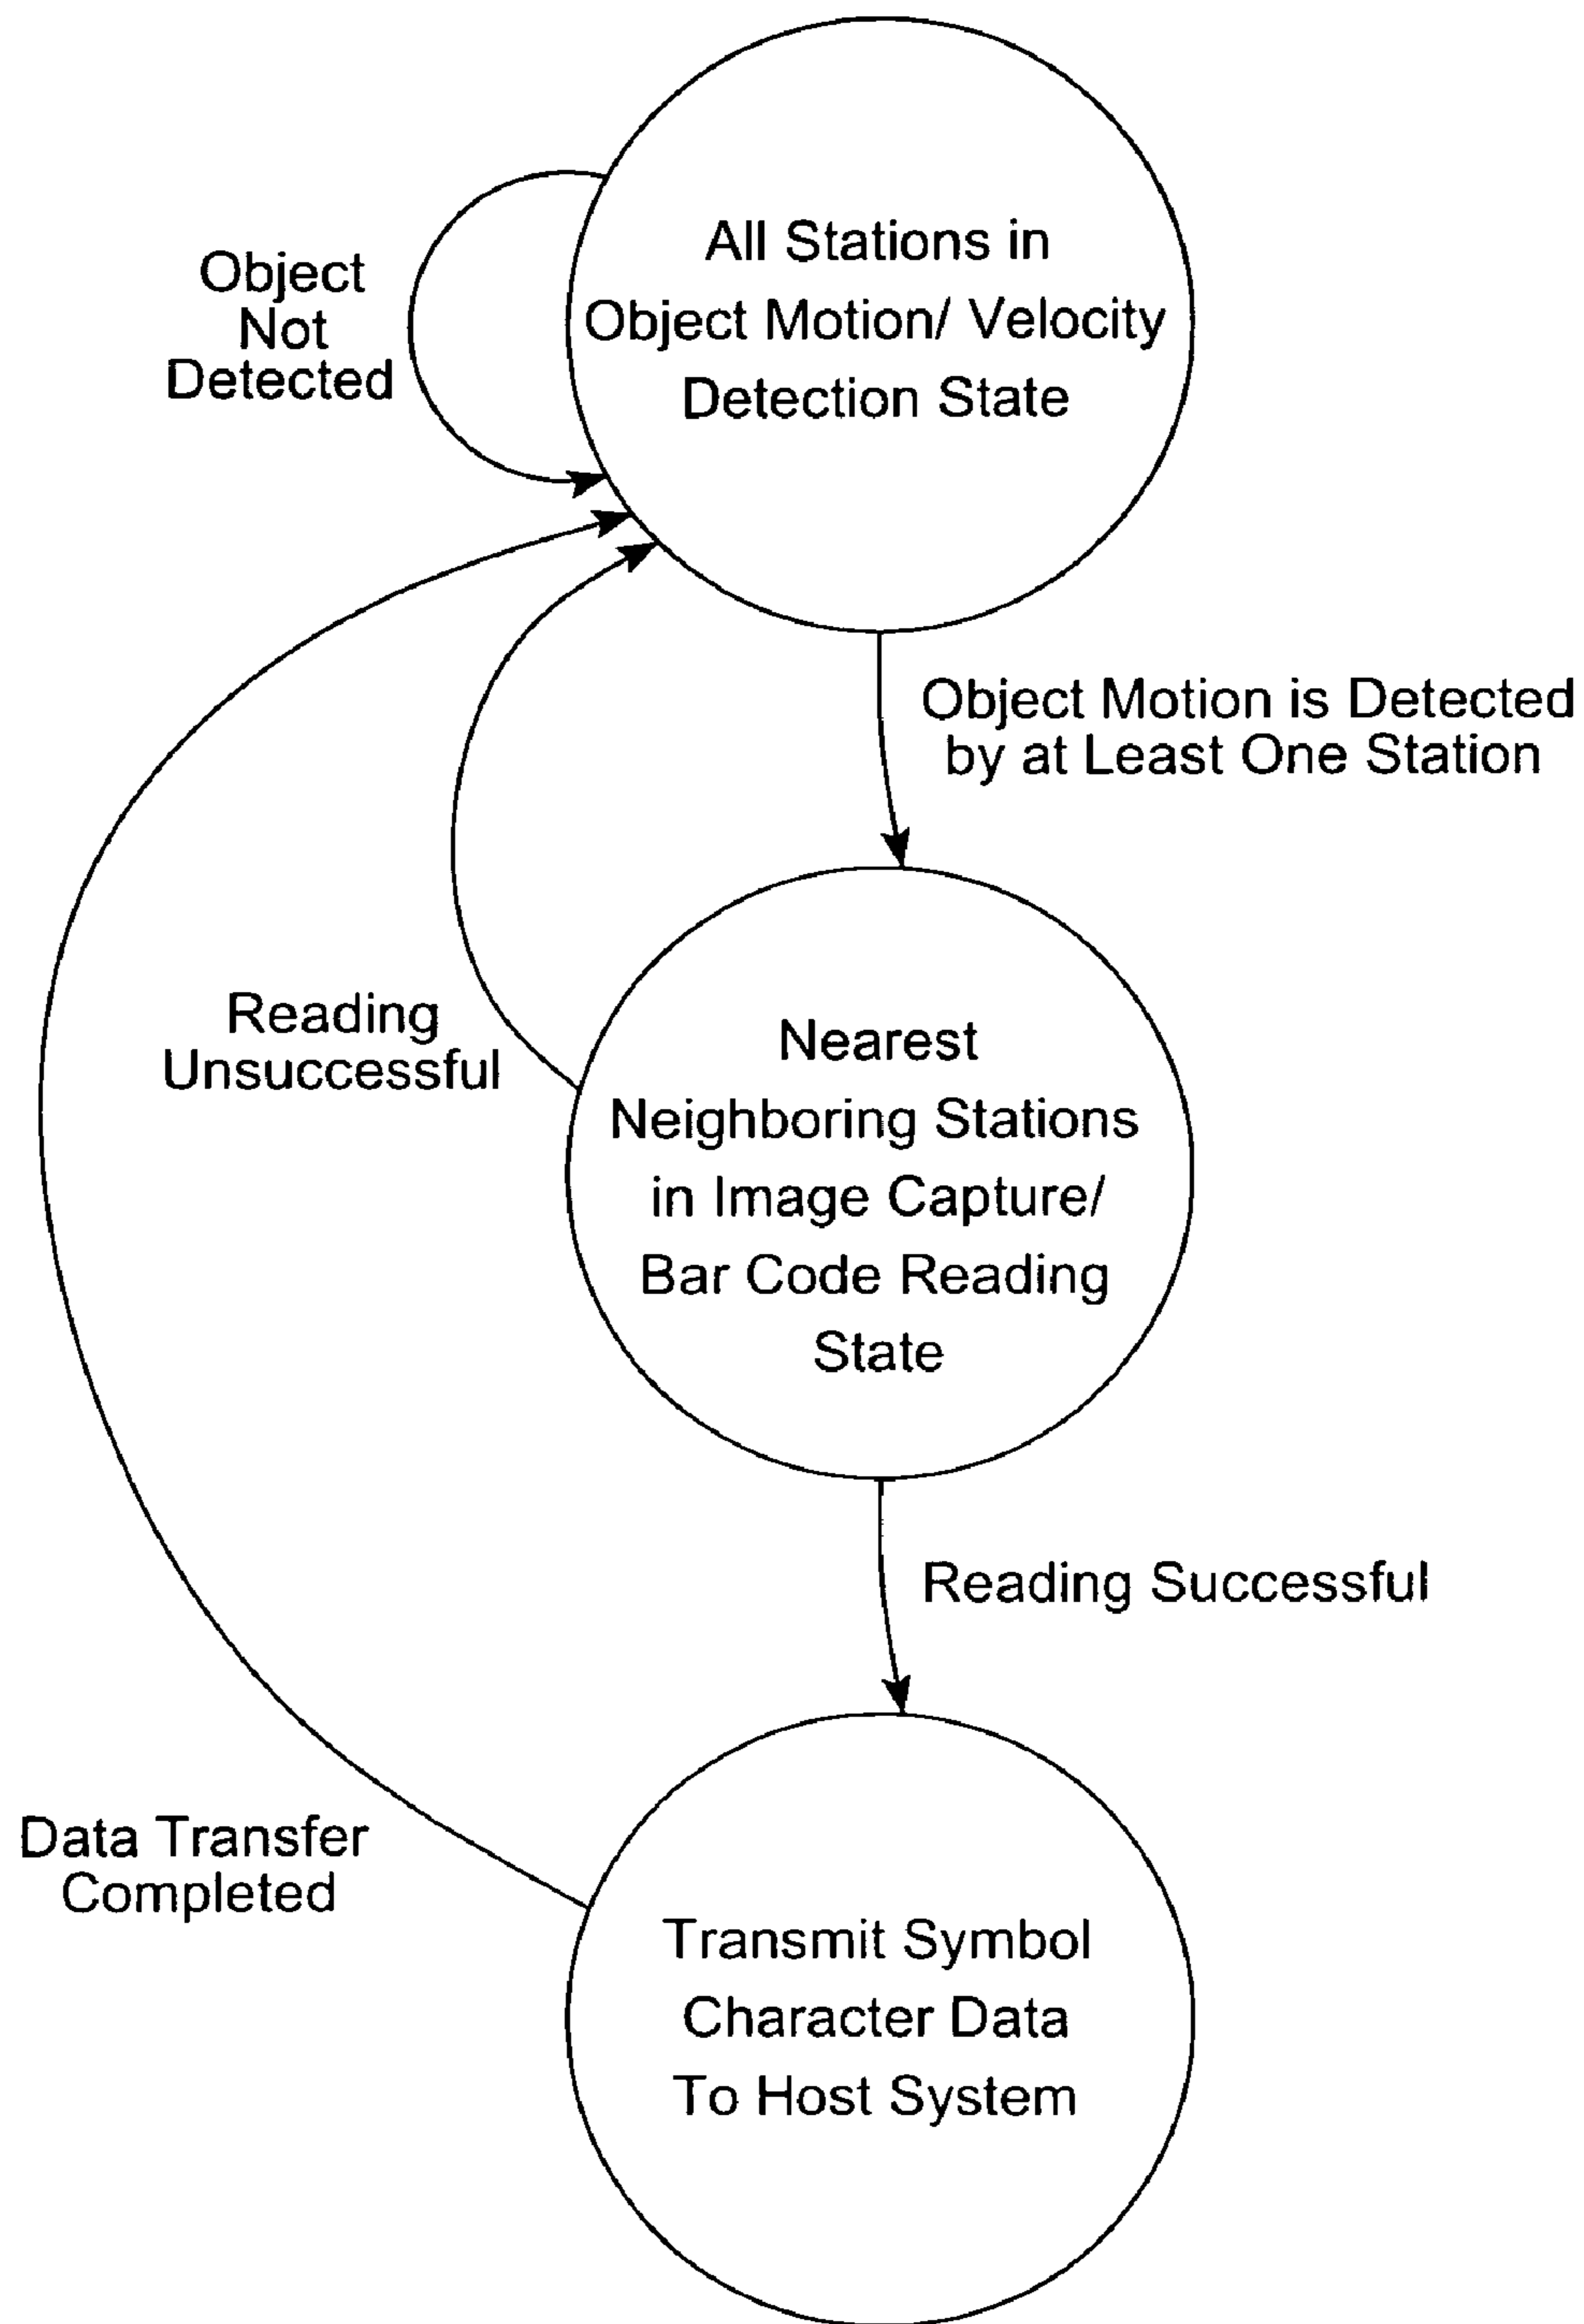 All Stations in
Object Motion/ Velocity
Detection State
Object
Not
Detected
Object Motion is Detected
by at Least One Station
Reading
Unsuccessful
Nearest
Neighboring Stations
in Image Capture/
Bar Code Reading
State
Reading Successful
Data Transfer
Completed
Transmit Symbol
Character Data
To Host System